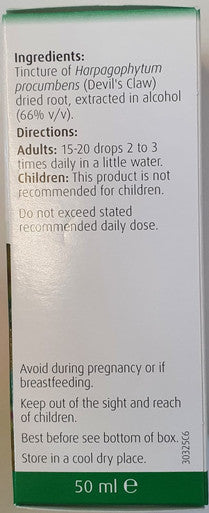 Ingredients:
Tincture of Harpagophytum
procumbens (Devil's Claw)
dried root, extracted in alcohol
(66% v/v).
Directions:
Adults: 15-20 drops 2 to 3
times daily in a little water.
Children: This product is not
recommended for children.
Do not exceed stated
recommended daily dose.
Avoid during pregnancy or if
breastfeeding.
Keep out of the sight and reach
of children.
Best before see bottom of box.
Store in a cool dry place.
30325C6
50 ml ℮